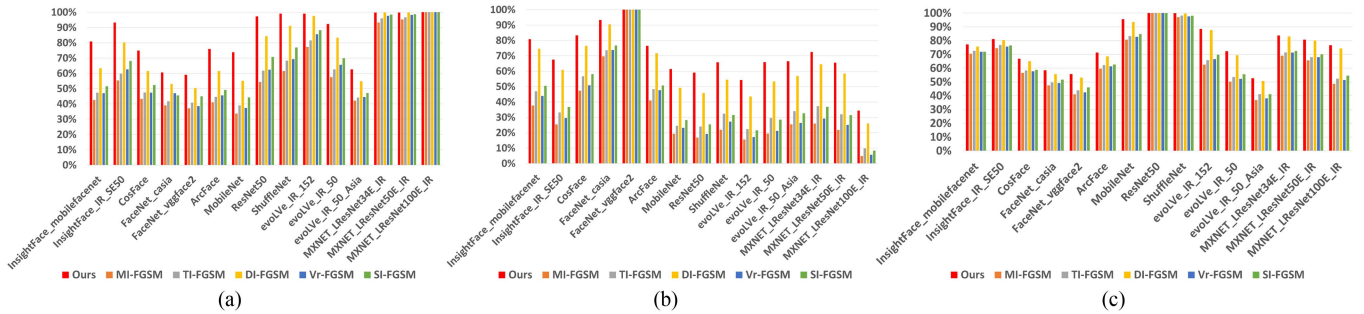 100%
90%
80%
70%
60%
50%
40%
30%
20%
10%
0%
InsightFace_mobilefacenet
InsightFace_IR_SE50
CosFace
FaceNet_casia
FaceNet_vggface2
ArcFace
MobileNet
ResNet50
ShuffleNet
evoLVe_IR_152
evoLVe_IR_50
evoLVe_IR_50_Asia
MXNET_LResNet34E_IR
MXNET_LResNet50E_IR
MXNET_LResNet100E_IR
Ours MI-FGSM TI-FGSM DI-FGSM Vr-FGSM SI-FGSM
(a)
100%
90%
80%
70%
60%
50%
40%
30%
20%
10%
0%
InsightFace_mobilefacenet
InsightFace_IR_SE50
CosFace
FaceNet_casia
FaceNet_vggface2
ArcFace
MobileNet
ResNet50
ShuffleNet
evoLVe_IR_152
evoLVe_IR_50
evoLVe_IR_50_Asia
MXNET_LResNet34E_IR
MXNET_LResNet50E_IR
MXNET_LResNet100E_IR
Ours MI-FGSM TI-FGSM DI-FGSM Vr-FGSM SI-FGSM
(b)
100%
90%
80%
70%
60%
50%
40%
30%
20%
10%
0%
InsightFace_mobilefacenet
InsightFace_IR_SE50
CosFace
FaceNet_casia
FaceNet_vggface2
ArcFace
MobileNet
ResNet50
ShuffleNet
evoLVe_IR_152
evoLVe_IR_50
evoLVe_IR_50_Asia
MXNET_LResNet34E_IR
MXNET_LResNet50E_IR
MXNET_LResNet100E_IR
Ours MI-FGSM TI-FGSM DI-FGSM Vr-FGSM SI-FGSM
(c)